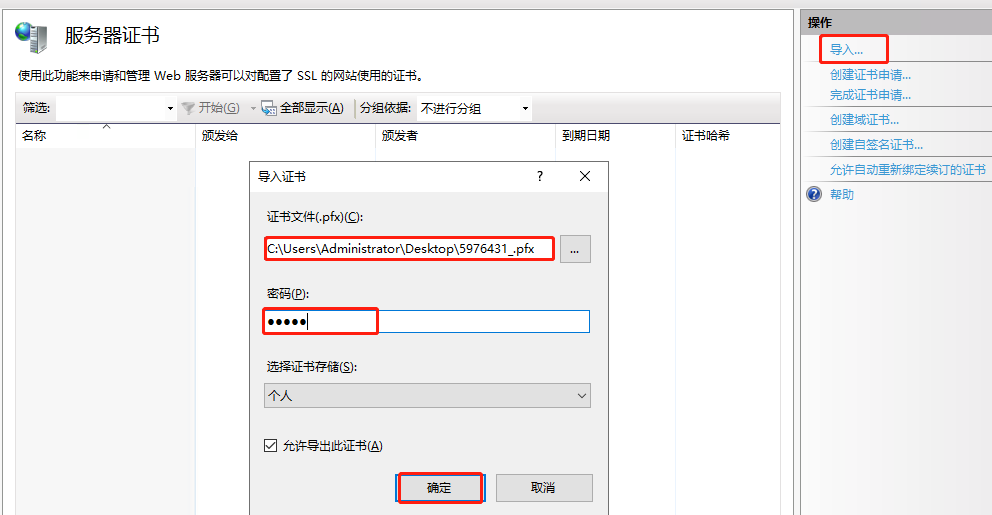 服务器证书
使用此功能来申请和管理 Web 服务器可以对配置了 SSL 的网站使用的证书。
筛选: 开始(G) 全部显示(A) 分组依据: 不进行分组
名称 颁发给 颁发者 到期日期 证书哈希
导入证书 ?
证书文件(.pfx)(C):
C:\Users\Administrator\Desktop\5976431_.pfx
...
密码(P):
●●●●●
选择证书存储(S):
个人
允许导出此证书(A)
确定 取消
操作
导入...
创建证书申请...
完成证书申请...
创建域证书...
创建自签名证书...
允许自动重新绑定续订的证书
? 帮助